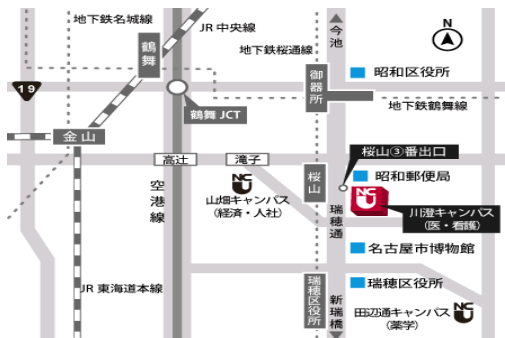 地下鉄名城線
JR 中央線
今池
N
鶴舞
地下鉄桜通線
御器所
昭和区役所
19
地下鉄鶴舞線
鶴舞 JCT
金山
桜山③番出口
高辻
滝子
桜山
昭和郵便局
NCU
山畑キャンパス
(経済・人社)
空港線
瑞穂通
NCU
川澄キャンパス
(医・看護)
名古屋市博物館
JR 東海道本線
瑞穂区役所
瑞穂区役所
新瑞橋
田辺通キャンパス
(薬学)
NCU